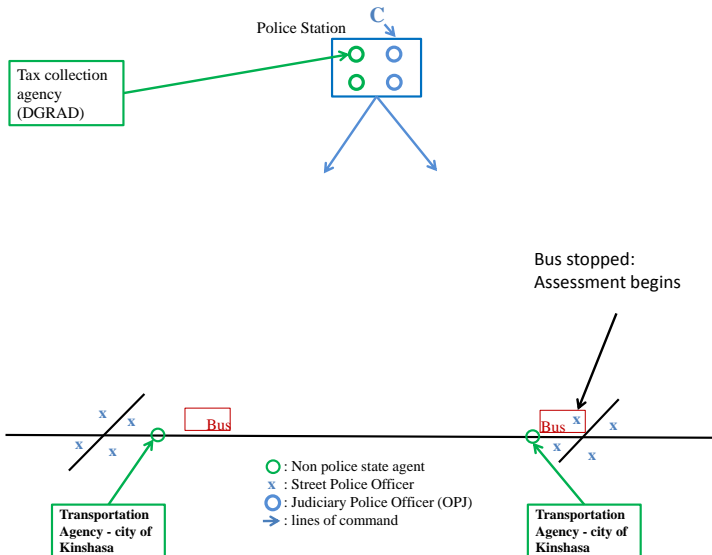 C
Police Station
Tax collection
agency
(DGRAD)
Bus stopped:
Assessment begins
x
x
x
x
Bus
Bus
x
x
x
x
: Non police state agent
x : Street Police Officer
: Judiciary Police Officer (OPJ)
: lines of command
Transportation
Agency - city of
Kinshasa
Transportation
Agency - city of
Kinshasa